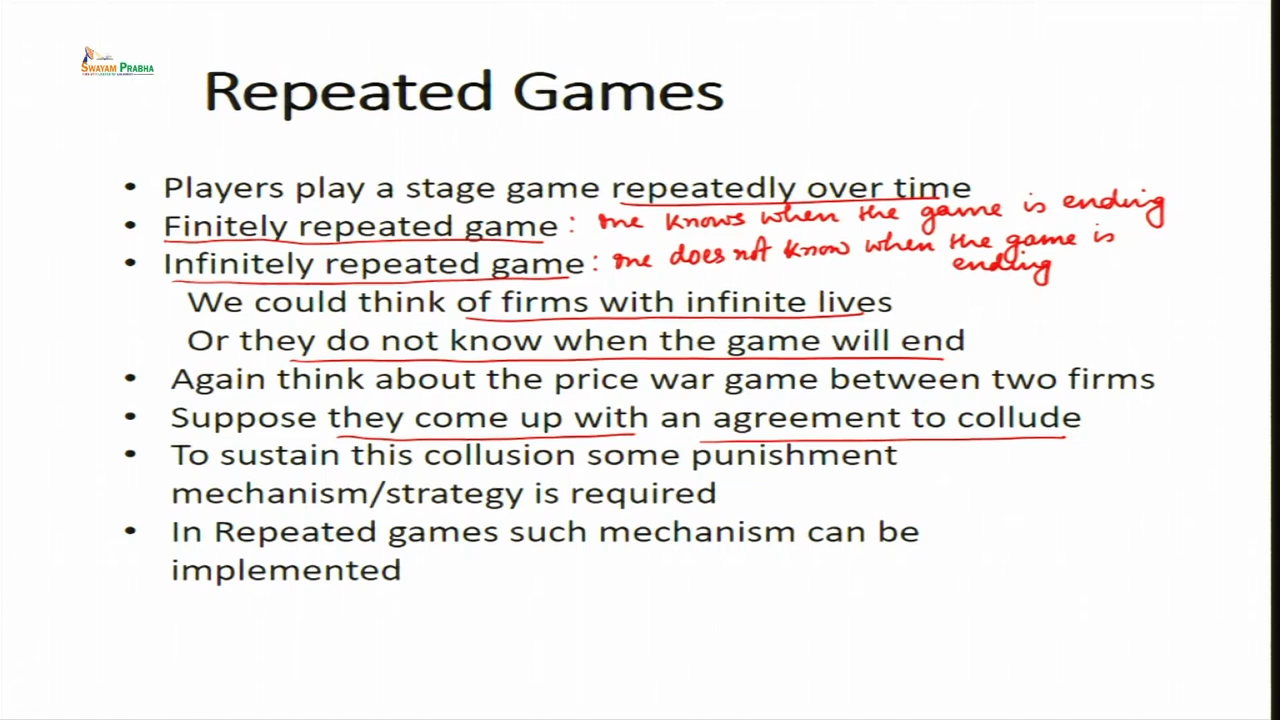 SWAYAM PRABHA
Repeated Games
• Players play a stage game repeatedly over time
• Finitely repeated game : one knows when the game is ending
• Infinitely repeated game : one does not know when the game is
ending
We could think of firms with infinite lives
Or they do not know when the game will end
• Again think about the price war game between two firms
• Suppose they come up with an agreement to collude
• To sustain this collusion some punishment
mechanism/strategy is required
• In Repeated games such mechanism can be
implemented